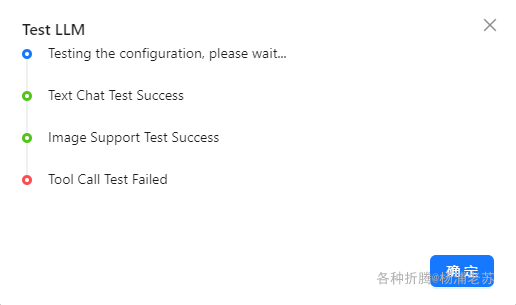 Test LLM
Testing the configuration, please wait...
Text Chat Test Success
Image Support Test Success
Tool Call Test Failed
确 定
各种折腾@杨浦老苏